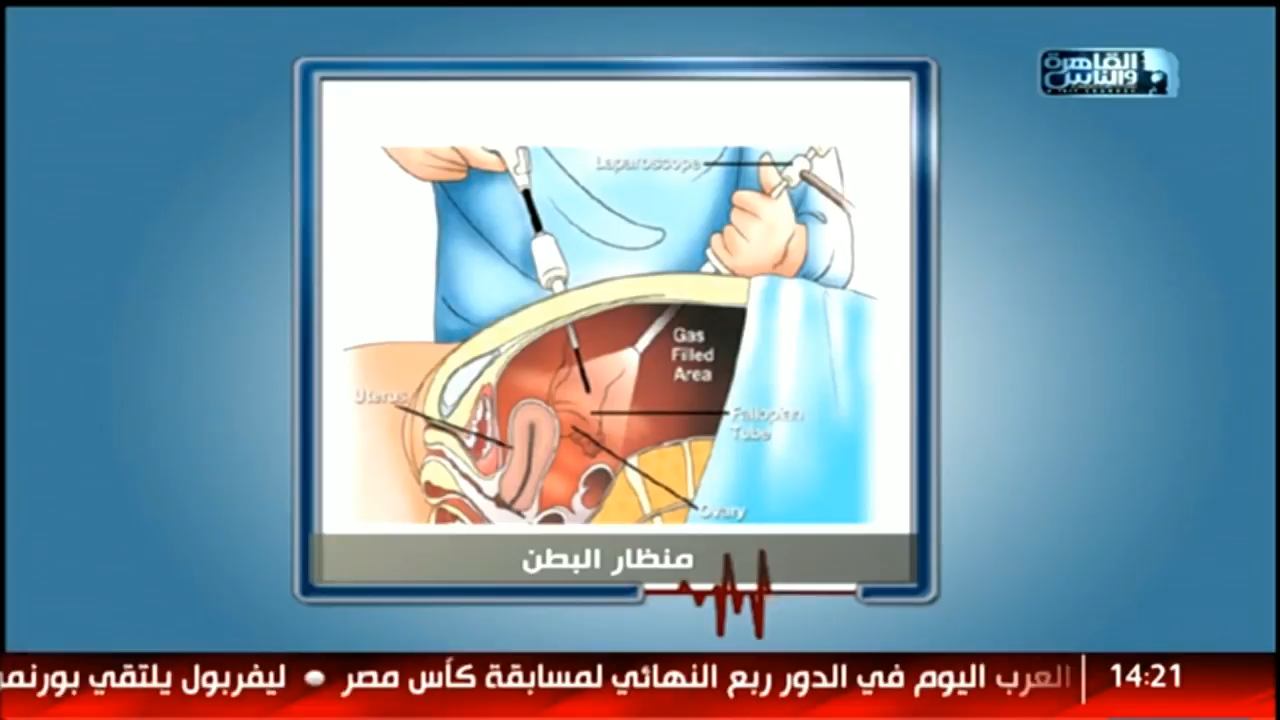 القاهرة
والناس
Laparoscope
Gas
Filled
Area
Uterus
Fallopian
Tube
Ovary
منظار البطن
14:21
العرب اليوم في الدور ربع النهائي لمسابقة كأس مصر ● ليفربول يلتقي